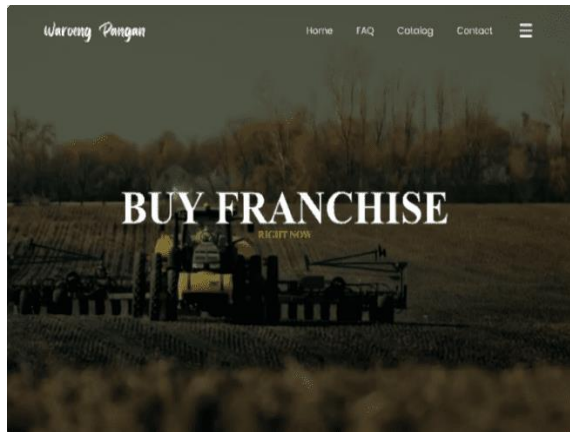 Waroeng Pangan
Home FAQ Catalog Contact
BUY FRANCHISE
RIGHT NOW